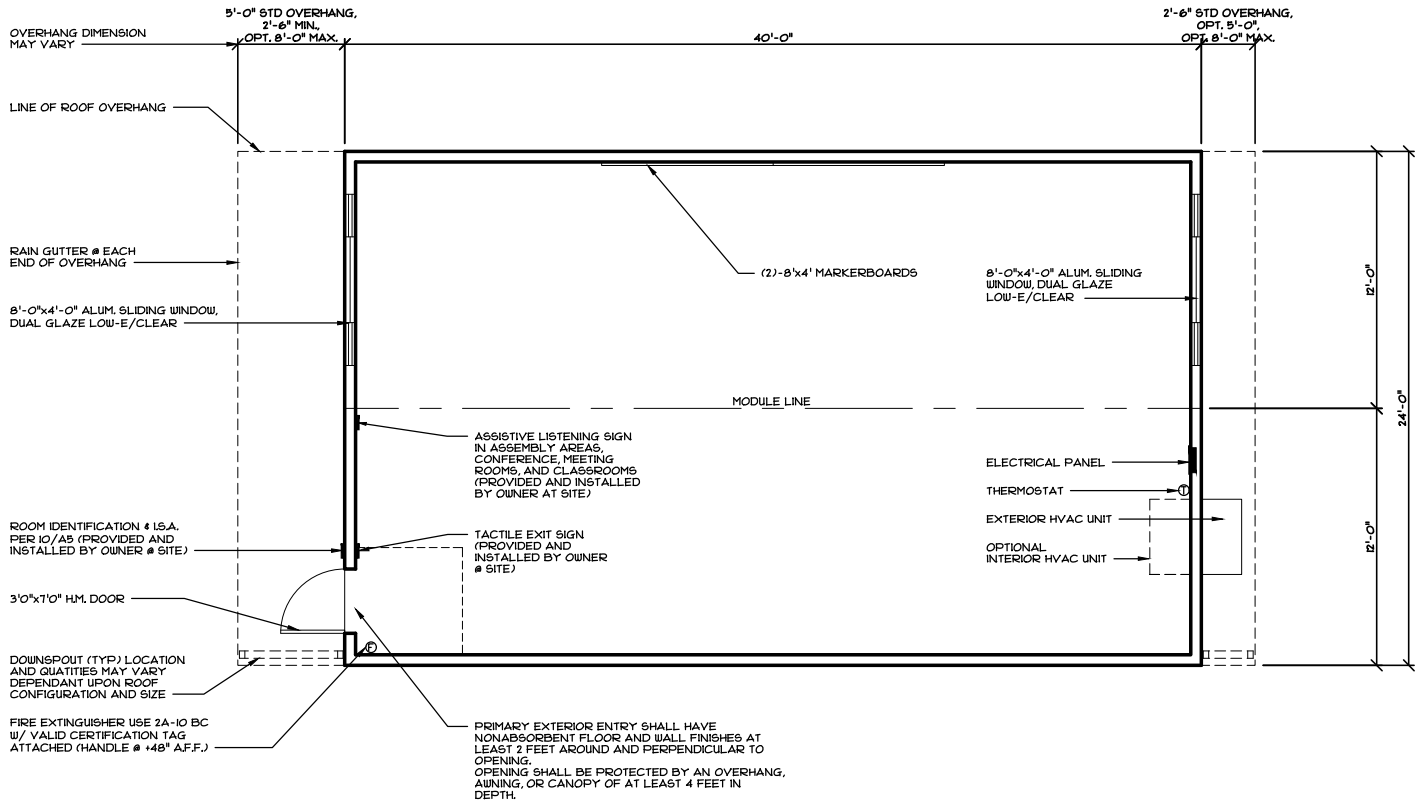 5'-0" STD OVERHANG,
2'-6" MIN.,
OPT. 8'-0" MAX.
2'-6" STD OVERHANG,
OPT. 5'-0",
OPT. 8'-0" MAX.
OVERHANG DIMENSION
MAY VARY
40'-0"
LINE OF ROOF OVERHANG
RAIN GUTTER @ EACH
END OF OVERHANG
8'-0"x4'-0" ALUM. SLIDING WINDOW,
DUAL GLAZE LOW-E/CLEAR
(2)-8'x4' MARKERBOARDS
8'-0"x4'-0" ALUM. SLIDING
WINDOW, DUAL GLAZE
LOW-E/CLEAR
12'-0"
24'-0"
12'-0"
MODULE LINE
ASSISTIVE LISTENING SIGN
IN ASSEMBLY AREAS,
CONFERENCE, MEETING
ROOMS, AND CLASSROOMS
(PROVIDED AND INSTALLED
BY OWNER AT SITE)
ELECTRICAL PANEL
THERMOSTAT
T
EXTERIOR HVAC UNIT
OPTIONAL
INTERIOR HVAC UNIT
ROOM IDENTIFICATION & I.S.A.
PER 10/A5 (PROVIDED AND
INSTALLED BY OWNER @ SITE)
TACTILE EXIT SIGN
(PROVIDED AND
INSTALLED BY OWNER
@ SITE)
3'0"x7'0" H.M. DOOR
F
DOWNSPOUT (TYP.) LOCATION
AND QUATITIES MAY VARY
DEPENDANT UPON ROOF
CONFIGURATION AND SIZE
FIRE EXTINGUISHER USE 2A-10 BC
W/ VALID CERTIFICATION TAG
ATTACHED (HANDLE @ +48" A.F.F.)
PRIMARY EXTERIOR ENTRY SHALL HAVE
NONABSORBENT FLOOR AND WALL FINISHES AT
LEAST 2 FEET AROUND AND PERPENDICULAR TO
OPENING.
OPENING SHALL BE PROTECTED BY AN OVERHANG,
AWNING, OR CANOPY OF AT LEAST 4 FEET IN
DEPTH.